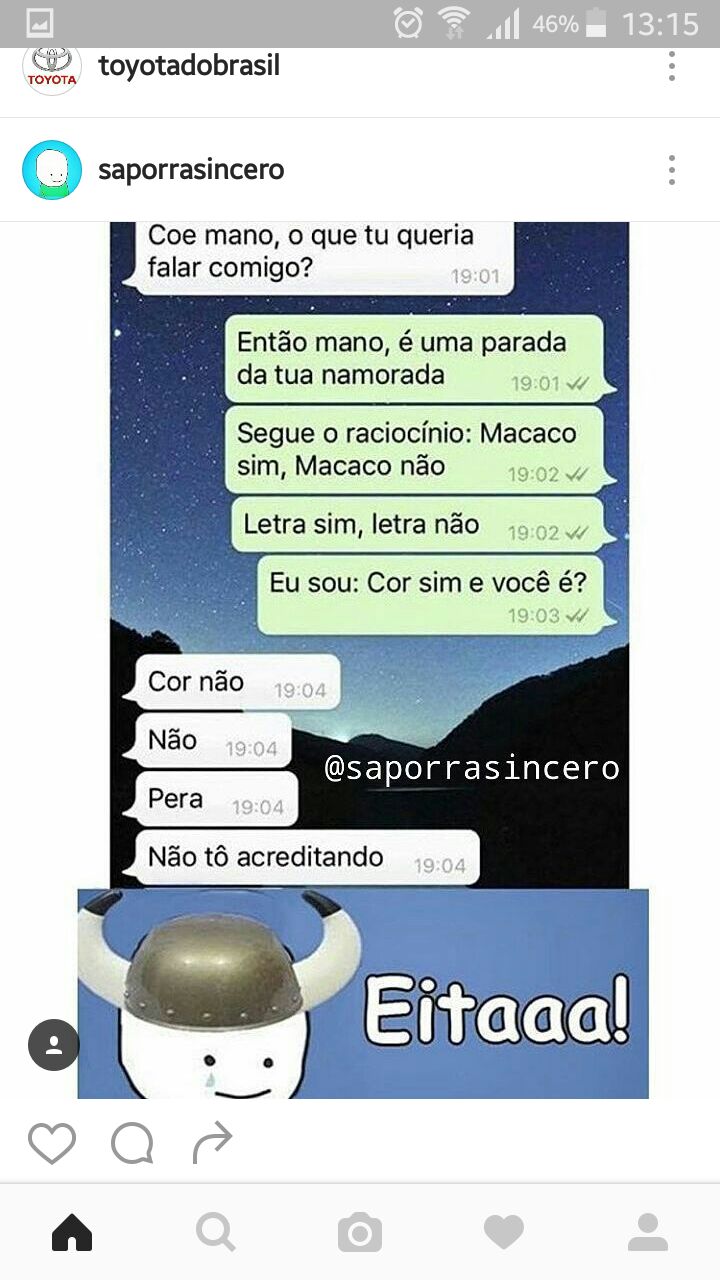 46% 13:15
TOYOTA
toyotadobrasil
saporrasincero
Coe mano, o que tu queria
falar comigo?
19:01
Então mano, é uma parada
da tua namorada
19:01
Segue o raciocínio: Macaco
sim, Macaco não
19:02
Letra sim, letra não
19:02
Eu sou: Cor sim e você é?
19:03
Cor não
19:04
Não
19:04
@saporrasincero
Pera
19:04
Não tô acreditando
19:04
Eitaaa!